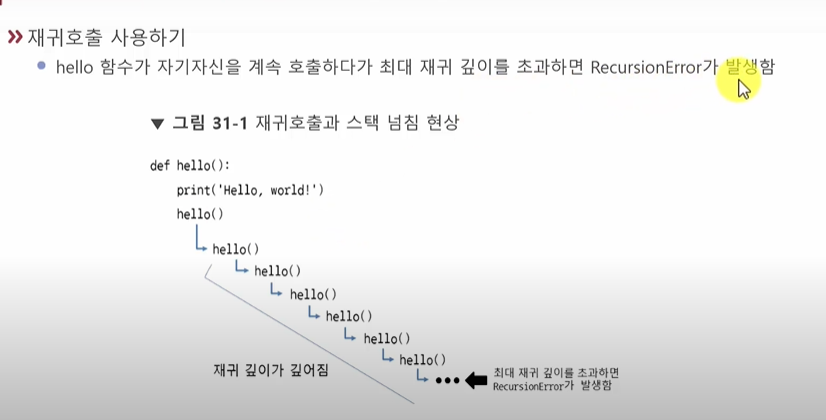 » 재귀호출 사용하기
● hello 함수가 자기자신을 계속 호출하다가 최대 재귀 깊이를 초과하면 RecursionError가 발생함
▼ 그림 31-1 재귀호출과 스택 넘침 현상
def hello():
    print('Hello, world!')
    hello()
hello()
hello()
hello()
hello()
hello()
hello()
재귀 깊이가 깊어짐
•••
최대 재귀 깊이를 초과하면
RecursionError가 발생함